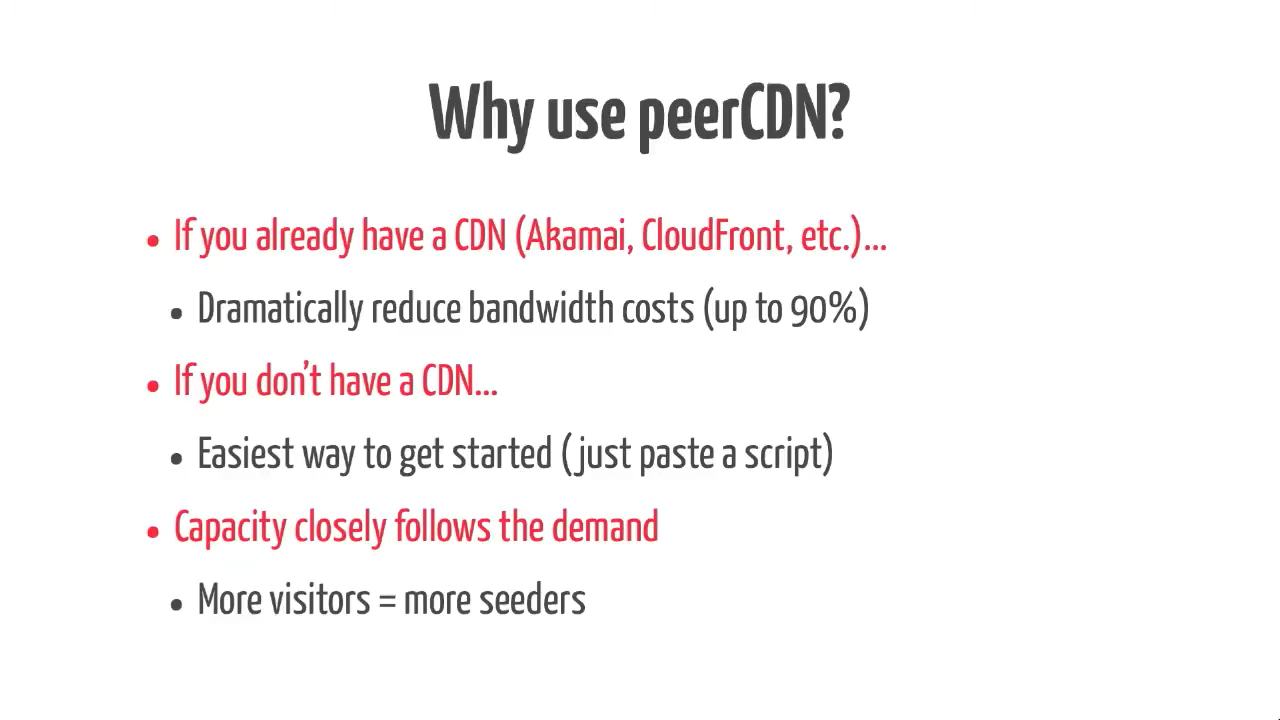 Why use peerCDN?
• If you already have a CDN (Akamai, CloudFront, etc.)...
• Dramatically reduce bandwidth costs (up to 90%)
• If you don’t have a CDN...
• Easiest way to get started (just paste a script)
• Capacity closely follows the demand
• More visitors = more seeders